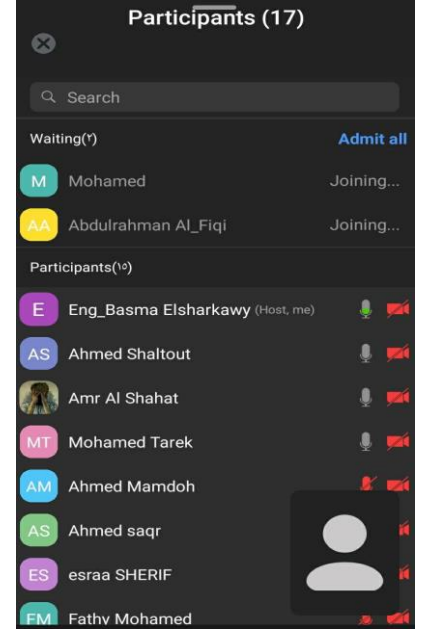 Participants (17)
Search
Waiting(٢) Admit all
M Mohamed Joining...
AA Abdulrahman Al_Fiqi Joining...
Participants(١٥)
E Eng_Basma Elsharkawy (Host, me)
AS Ahmed Shaltout
Amr Al Shahat
MT Mohamed Tarek
AM Ahmed Mamdoh
AS Ahmed saqr
ES esraa SHERIF
FM Fathy Mohamed